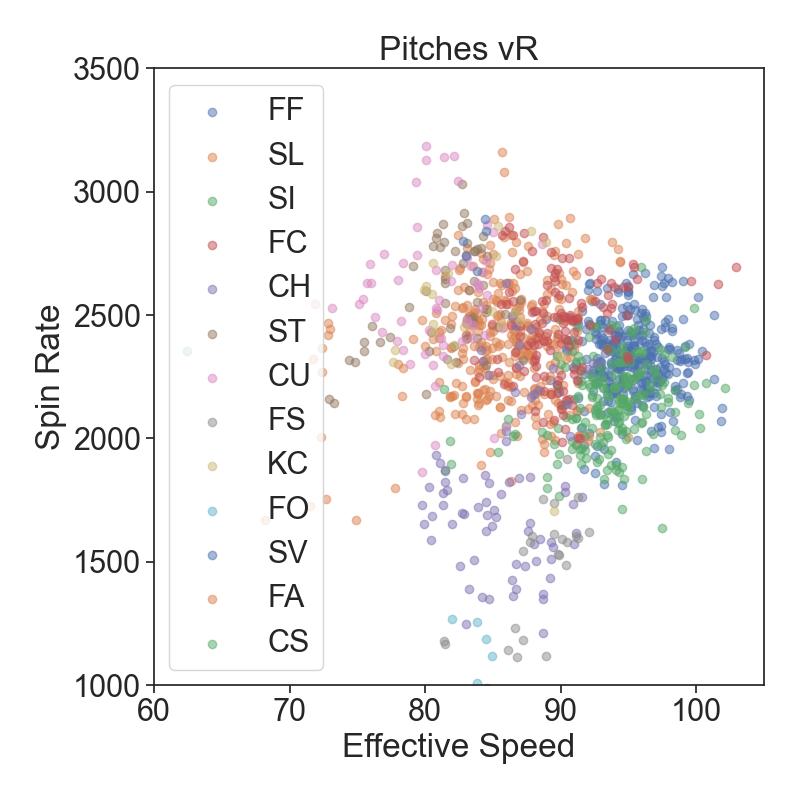 Pitches vR
3500
3000
2500
2000
1500
1000
Spin Rate
FF
SL
SI
FC
CH
ST
CU
FS
KC
FO
SV
FA
CS
60 70 80 90 100
Effective Speed